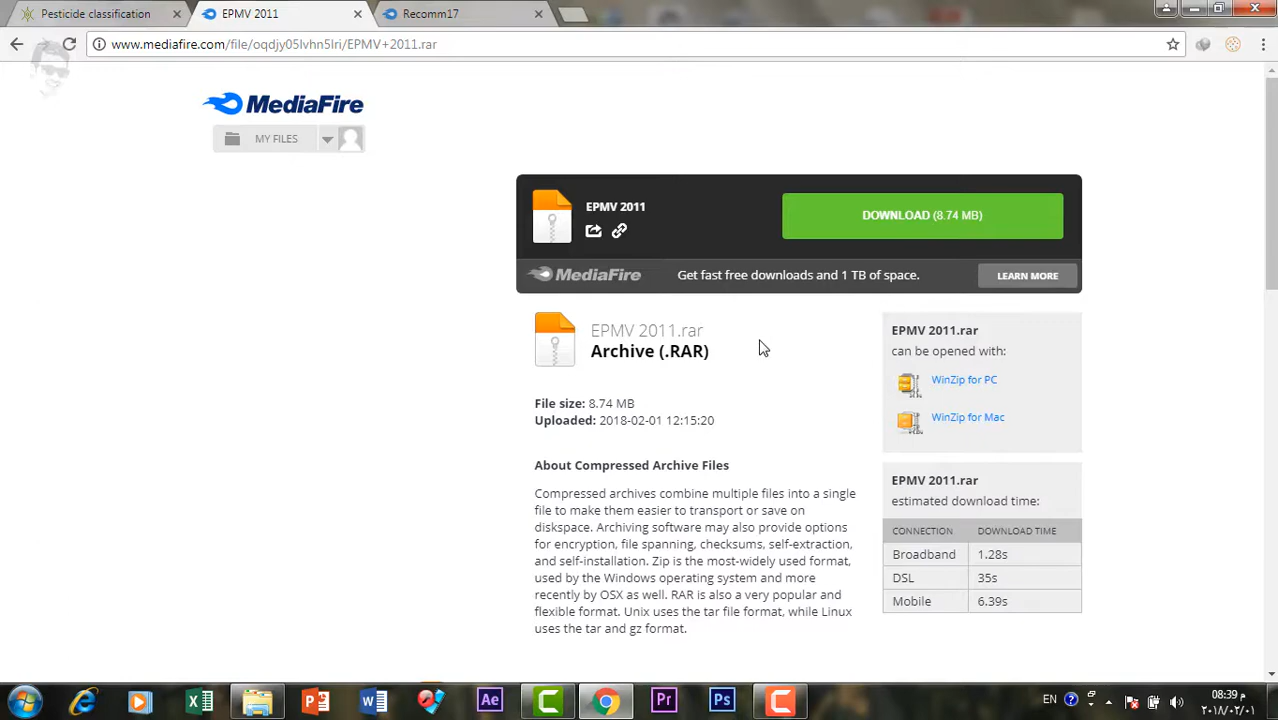 Pesticide classification
EPMV 2011
Recomm17
www.mediafire.com/file/oqdjy05lvhn5lri/EPMV+2011.rar
MediaFire
MY FILES
EPMV 2011
DOWNLOAD (8.74 MB)
MediaFire
Get fast free downloads and 1 TB of space.
LEARN MORE
EPMV 2011.rar
Archive (.RAR)
File size: 8.74 MB
Uploaded: 2018-02-01 12:15:20
About Compressed Archive Files
Compressed archives combine multiple files into a single
file to make them easier to transport or save on
diskspace. Archiving software may also provide options
for encryption, file spanning, checksums, self-extraction,
and self-installation. Zip is the most-widely used format,
used by the Windows operating system and more
recently by OSX as well. RAR is also a very popular and
flexible format. Unix uses the tar file format, while Linux
uses the tar and gz format.
EPMV 2011.rar
can be opened with:
WinZip for PC
WinZip for Mac
EPMV 2011.rar
estimated download time:
CONNECTION DOWNLOAD TIME
Broadband 1.28s
DSL 35s
Mobile 6.39s
Ae
Pr
Ps
EN
08:39 م
٢٠١٨/٠٢/٠١